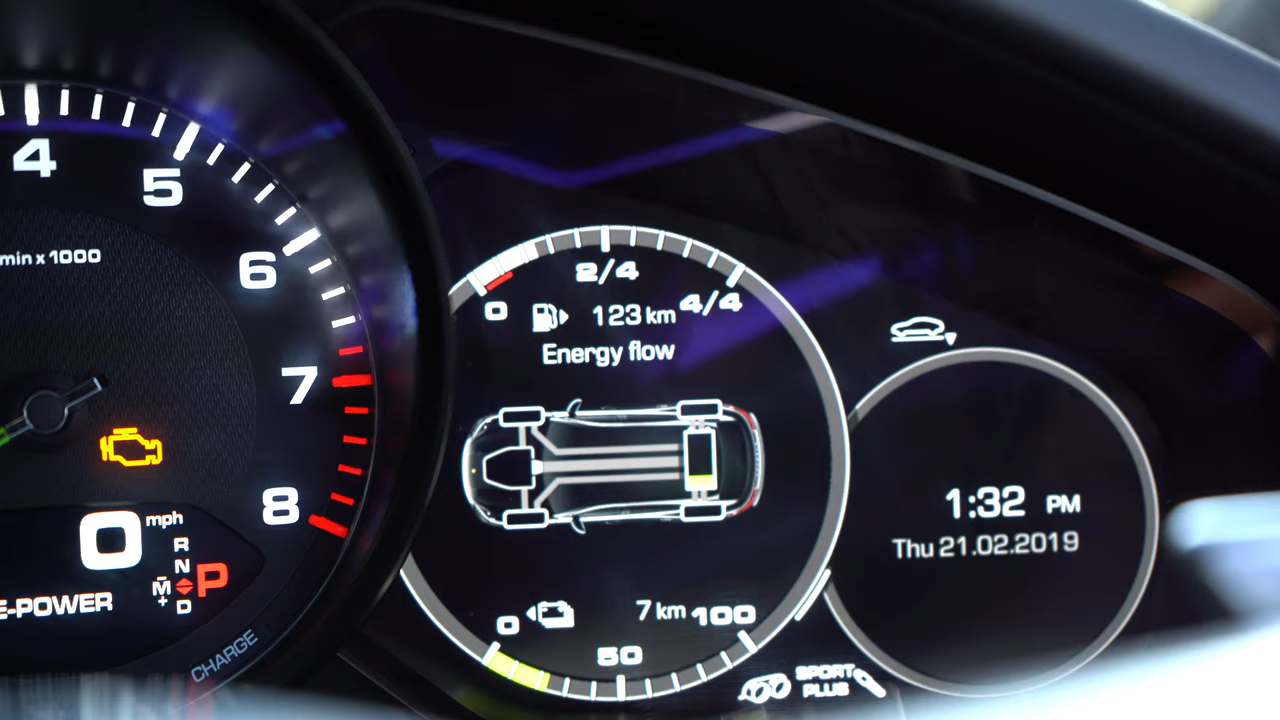 4
5
6
7
8
min x 1000
0 mph
R
N
M
+
D
P
E-POWER
CHARGE
0
2/4
4/4
123 km
Energy flow
0
7 km
100
50
SPORT
PLUS
1:32 PM
Thu 21.02.2019